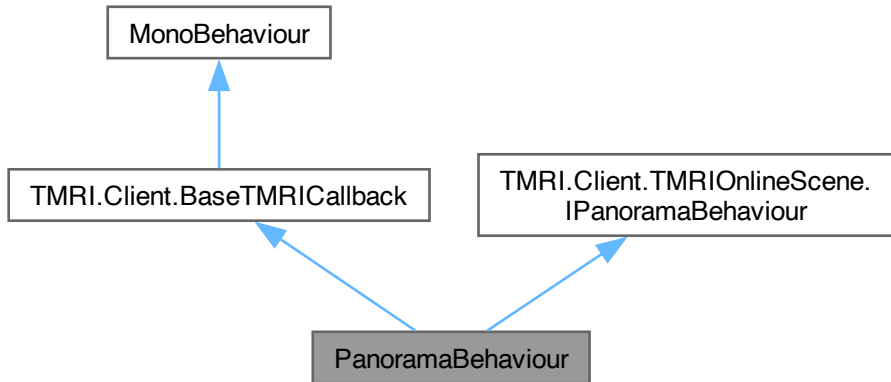 MonoBehaviour
TMRI.Client.BaseTMRICallback
TMRI.Client.TMRIOnlineScene.
IPanoramaBehaviour
PanoramaBehaviour